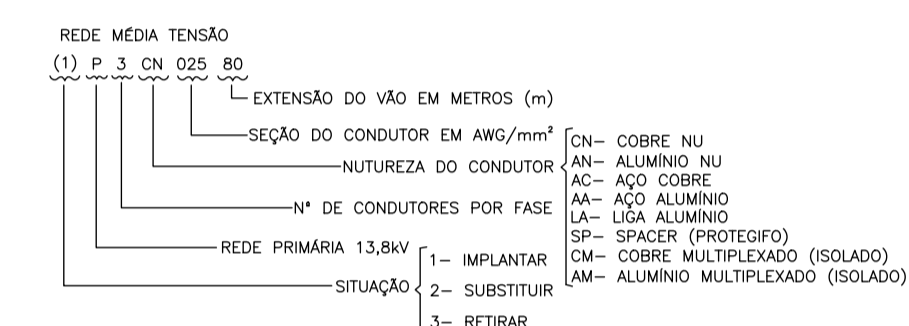 REDE MÉDIA TENSÃO
(1) P 3 CN 025 80
EXTENSÃO DO VÃO EM METROS (m)
SEÇÃO DO CONDUTOR EM AWG/mm²
NUTUREZA DO CONDUTOR
CN– COBRE NU
AN– ALUMÍNIO NU
AC– AÇO COBRE
AA– AÇO ALUMÍNIO
LA– LIGA ALUMÍNIO
SP– SPACER (PROTEGIFO)
CM– COBRE MULTIPLEXADO (ISOLADO)
AM– ALUMÍNIO MULTIPLEXADO (ISOLADO)
Nº DE CONDUTORES POR FASE
REDE PRIMÁRIA 13,8kV
SITUAÇÃO
1– IMPLANTAR
2– SUBSTITUIR
3– RETIRAR